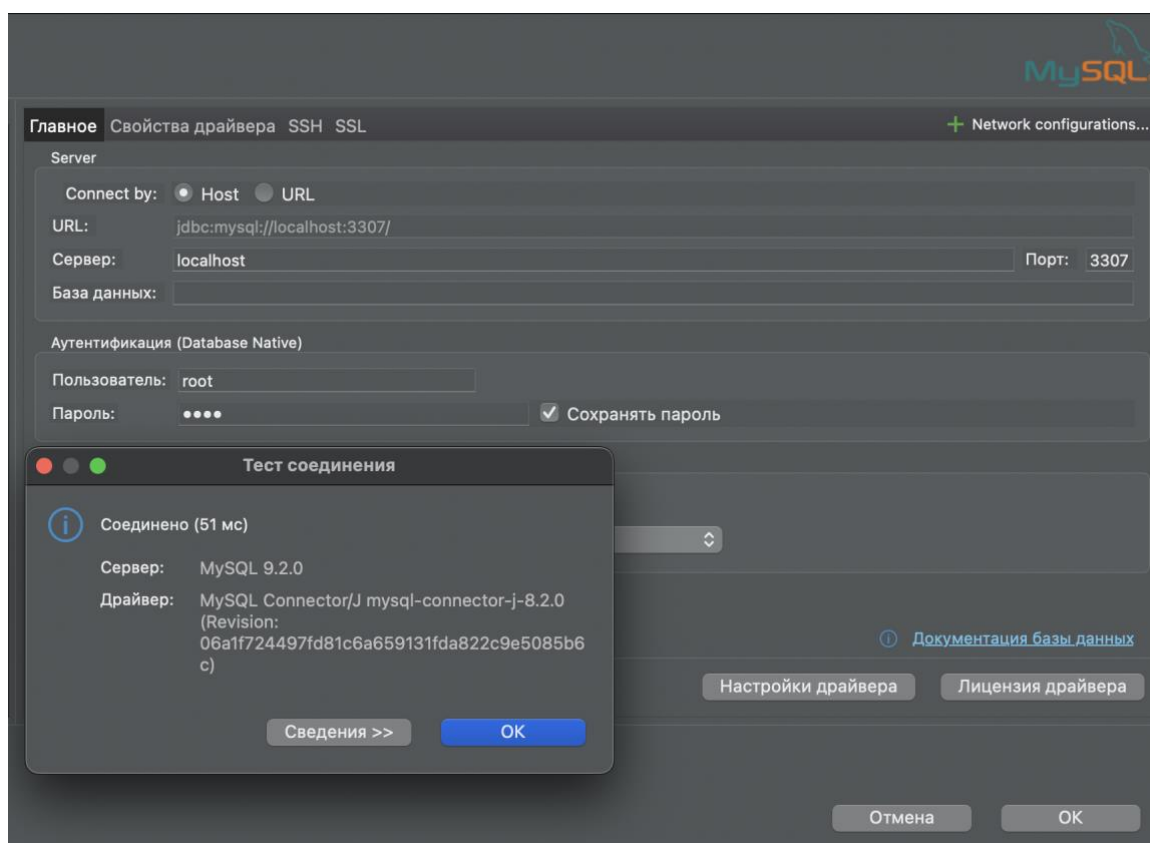 MySQL
Главное Свойства драйвера SSH SSL
Network configurations...
Server
Connect by: Host URL
URL: jdbc:mysql://localhost:3307/
Сервер: localhost Порт: 3307
База данных:
Аутентификация (Database Native)
Пользователь: root
Пароль: •••• Сохранять пароль
Тест соединения
Соединено (51 мс)
Сервер: MySQL 9.2.0
Драйвер: MySQL Connector/J mysql-connector-j-8.2.0
(Revision:
06a1f724497fd81c6a659131fda822c9e5085b6
c)
Сведения >> OK
Документация базы данных
Настройки драйвера Лицензия драйвера
Отмена OK